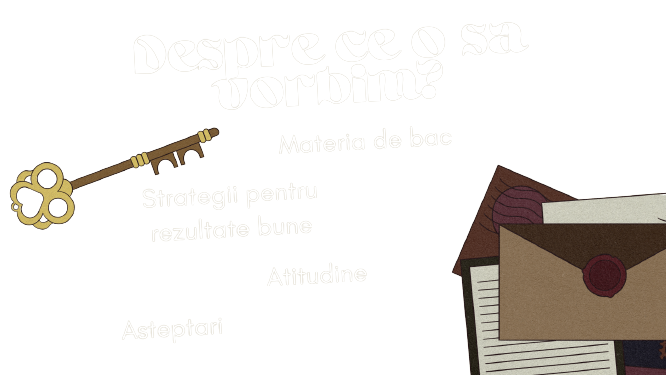 Despre ce o sa
vorbim?
Materia de bac
Strategii pentru
rezultate bune
Atitudine
Asteptari